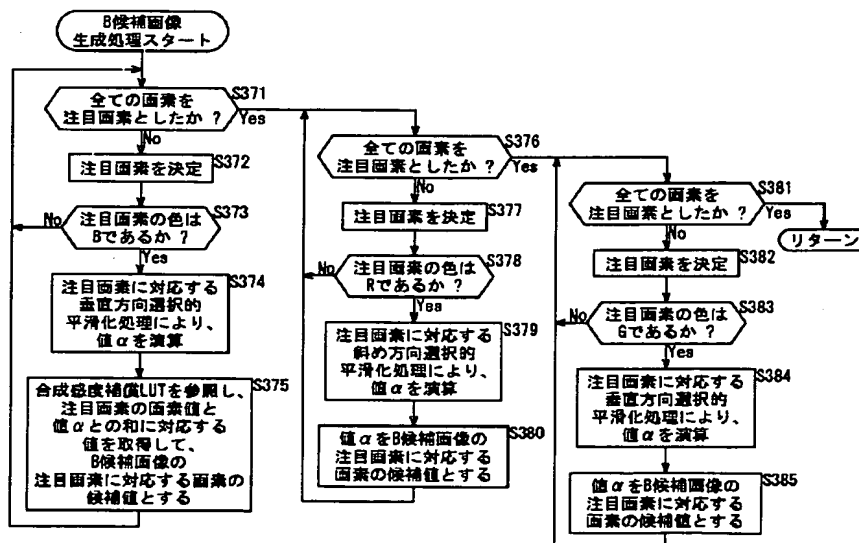 B候補画像
生成処理スタート
S371
全ての画素を
注目画素としたか ?
Yes
No
S372
注目画素を決定
S373
注目画素の色は
Bであるか ?
No
Yes
S374
注目画素に対応する
垂直方向選択的
平滑化処理により、
値αを演算
S375
合成感度補償LUTを参照し、
注目画素の画素値と
値αとの和に対応する
値を取得して、
B候補画像の
注目画素に対応する画素の
候補値とする
S376
全ての画素を
注目画素としたか ?
Yes
No
S377
注目画素を決定
S378
注目画素の色は
Rであるか ?
No
Yes
S379
注目画素に対応する
斜め方向選択的
平滑化処理により、
値αを演算
S380
値αをB候補画像の
注目画素に対応する
画素の候補値とする
S381
全ての画素を
注目画素としたか ?
Yes
No
リターン
S382
注目画素を決定
S383
注目画素の色は
Gであるか ?
No
Yes
S384
注目画素に対応する
垂直方向選択的
平滑化処理により、
値αを演算
S385
値αをB候補画像の
注目画素に対応する
画素の候補値とする